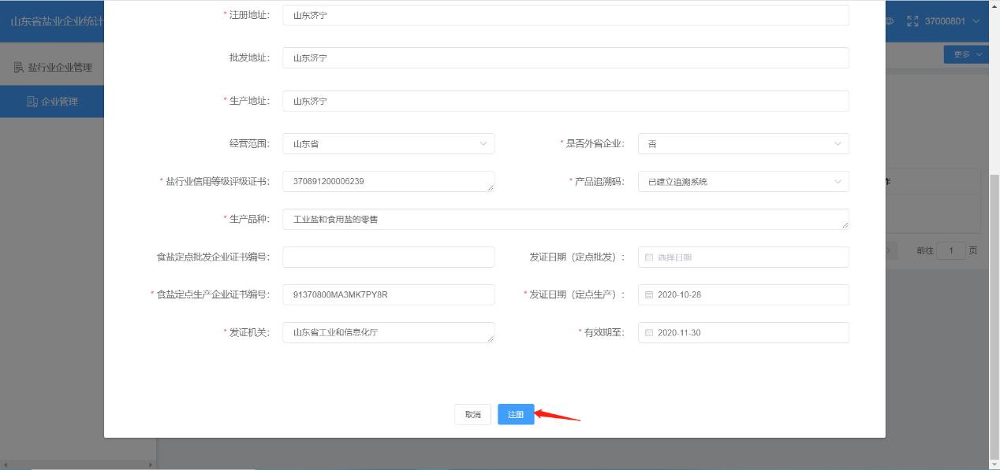 山东省盐业企业统计
37000801
更多
盐行业企业管理
企业管理
* 注册地址: 山东济宁
批发地址: 山东济宁
* 生产地址: 山东济宁
经营范围: 山东省
* 是否外省企业: 否
* 盐行业信用等级评级证书: 370891200006239
* 产品追溯码: 已建立追溯系统
* 生产品种: 工业盐和食用盐的零售
食盐定点批发企业证书编号:
发证日期（定点批发）: 选择日期
* 食盐定点生产企业证书编号: 91370800MA3MK7PY8R
* 发证日期（定点生产）: 2020-10-28
* 发证机关: 山东省工业和信息化厅
* 有效期至: 2020-11-30
前往 1 页
取消
注册